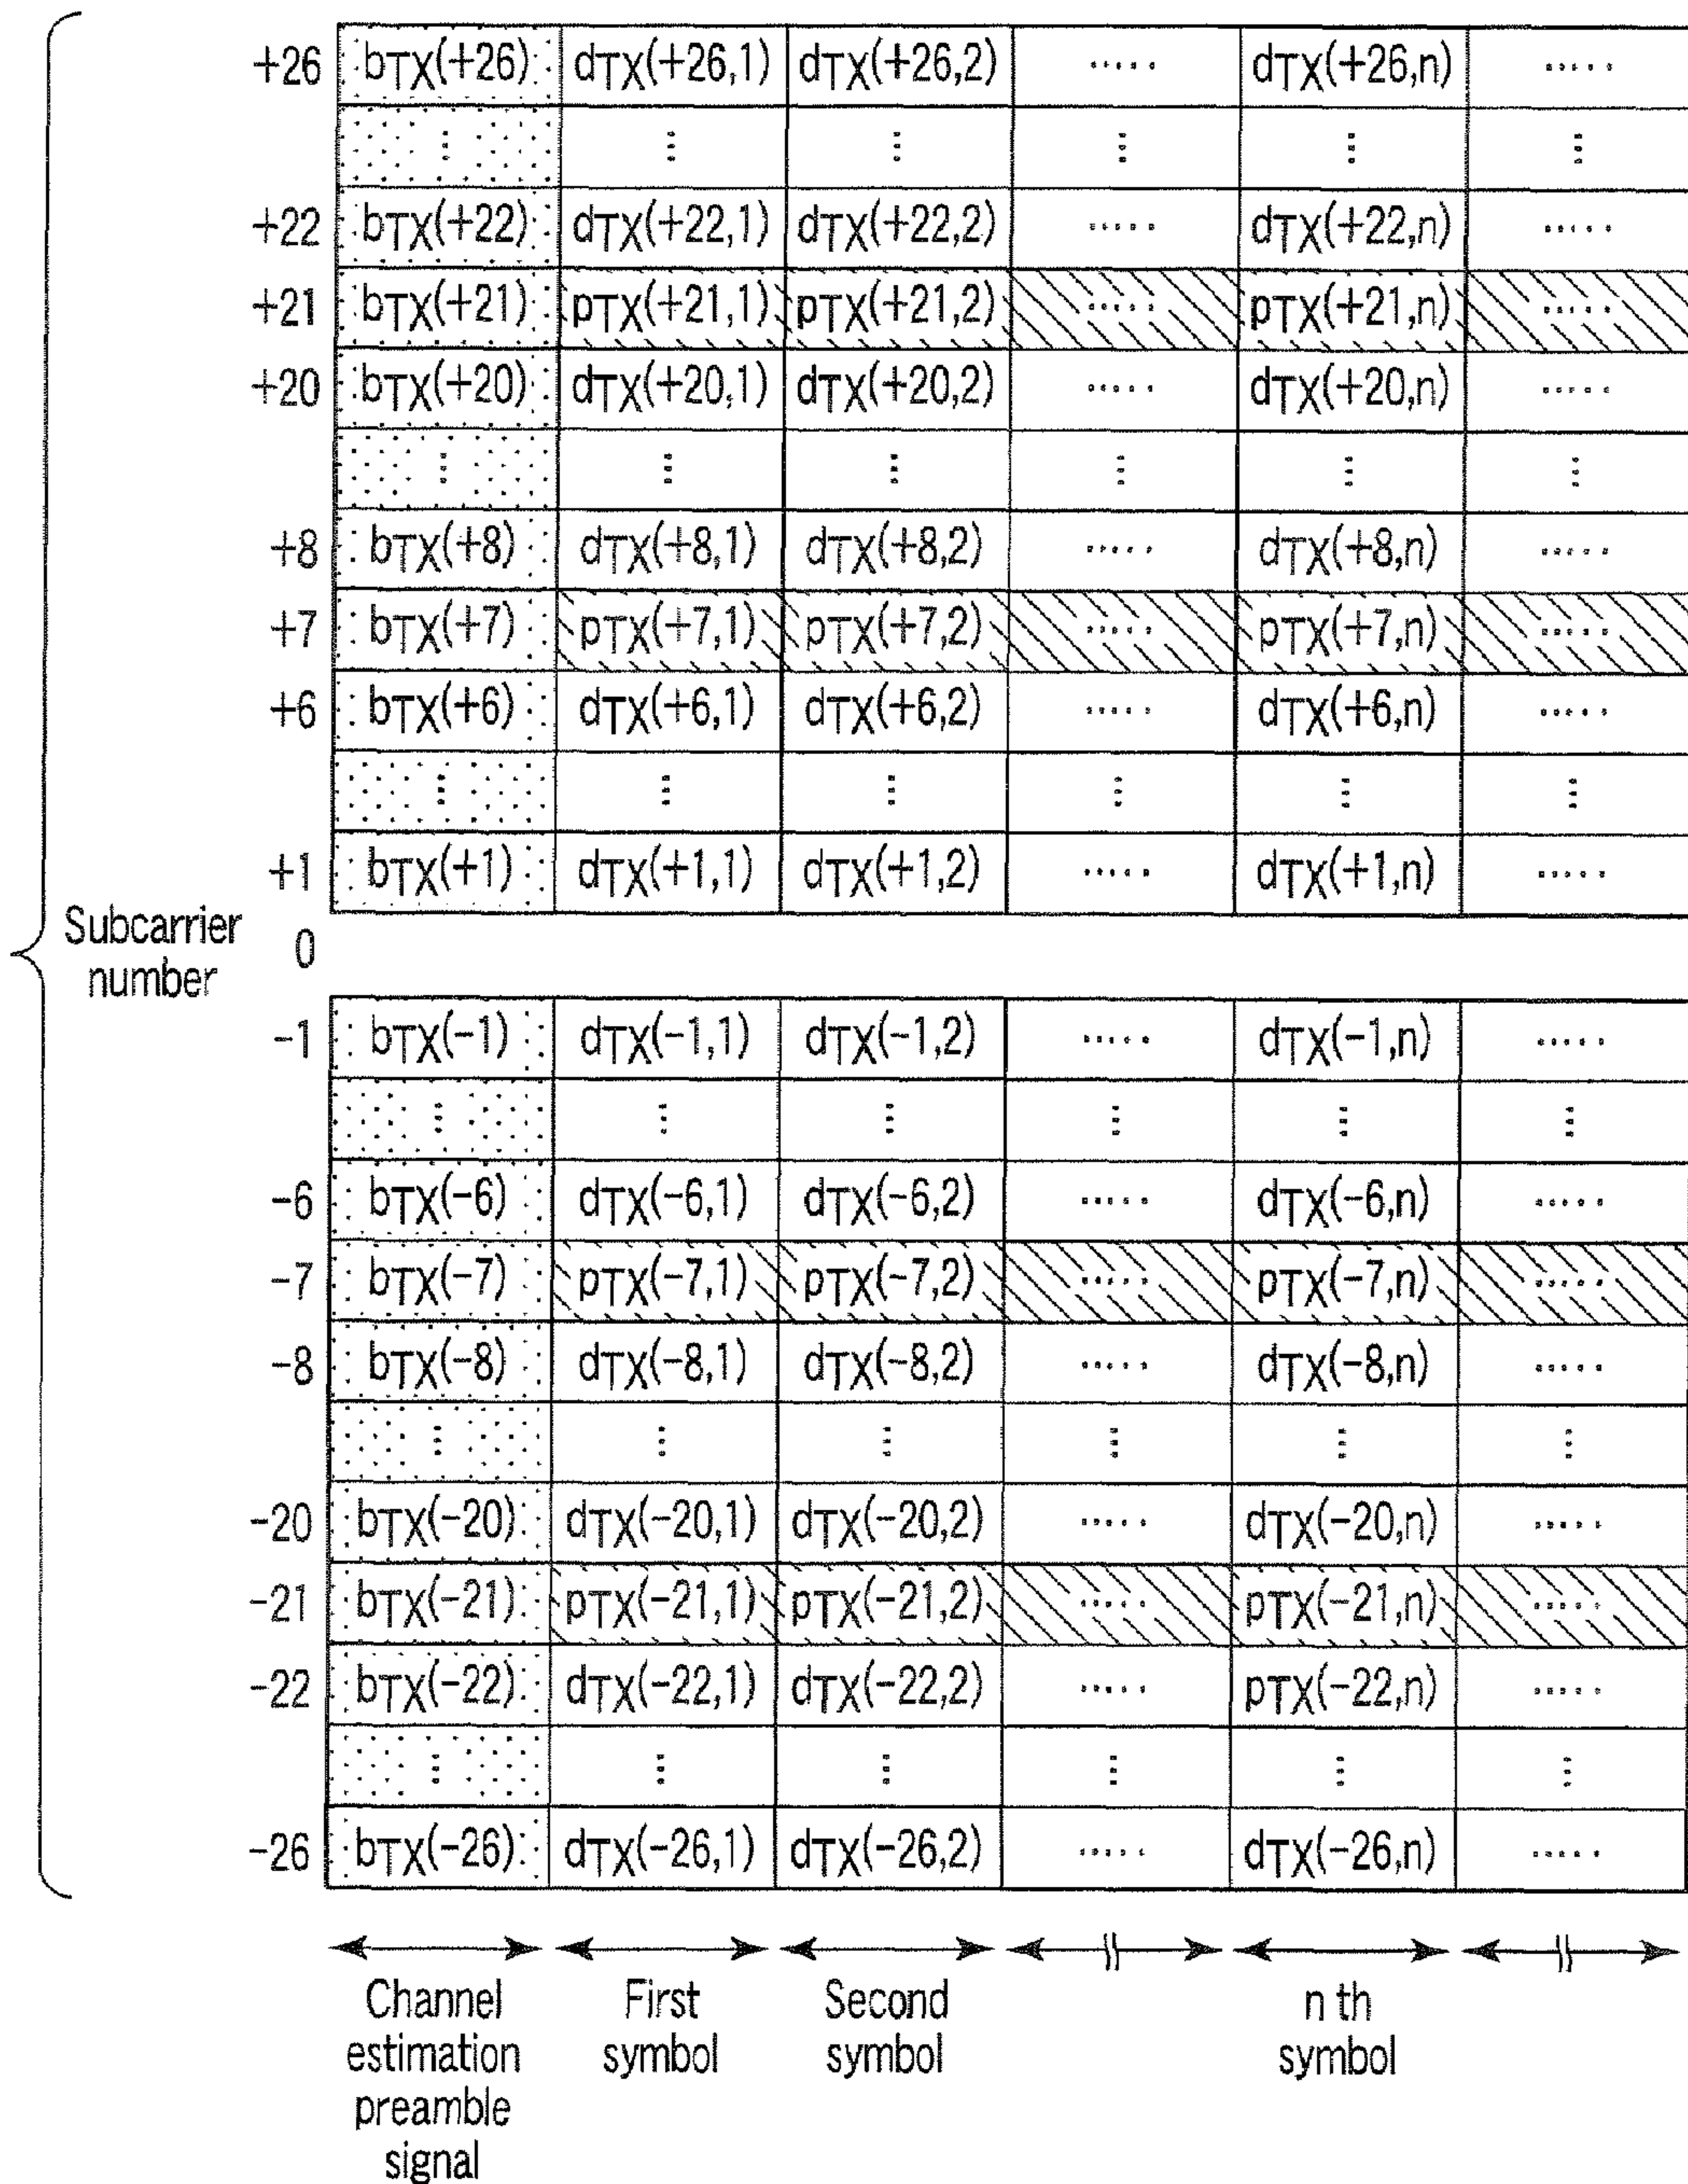 +26 bTX(+26) dTX(+26,1) dTX(+26,2) ..... dTX(+26,n) .....
⋮ ⋮ ⋮ ⋮ ⋮ ⋮
+22 bTX(+22) dTX(+22,1) dTX(+22,2) ..... dTX(+22,n) .....
+21 bTX(+21) pTX(+21,1) pTX(+21,2) ..... pTX(+21,n) .....
+20 bTX(+20) dTX(+20,1) dTX(+20,2) ..... dTX(+20,n) .....
⋮ ⋮ ⋮ ⋮ ⋮ ⋮
+8 bTX(+8) dTX(+8,1) dTX(+8,2) ..... dTX(+8,n) .....
+7 bTX(+7) pTX(+7,1) pTX(+7,2) ..... pTX(+7,n) .....
+6 bTX(+6) dTX(+6,1) dTX(+6,2) ..... dTX(+6,n) .....
⋮ ⋮ ⋮ ⋮ ⋮ ⋮
+1 bTX(+1) dTX(+1,1) dTX(+1,2) ..... dTX(+1,n) .....
Subcarrier
number
0
-1 bTX(-1) dTX(-1,1) dTX(-1,2) ..... dTX(-1,n) .....
⋮ ⋮ ⋮ ⋮ ⋮ ⋮
-6 bTX(-6) dTX(-6,1) dTX(-6,2) ..... dTX(-6,n) .....
-7 bTX(-7) pTX(-7,1) pTX(-7,2) ..... pTX(-7,n) .....
-8 bTX(-8) dTX(-8,1) dTX(-8,2) ..... dTX(-8,n) .....
⋮ ⋮ ⋮ ⋮ ⋮ ⋮
-20 bTX(-20) dTX(-20,1) dTX(-20,2) ..... dTX(-20,n) .....
-21 bTX(-21) pTX(-21,1) pTX(-21,2) ..... pTX(-21,n) .....
-22 bTX(-22) dTX(-22,1) dTX(-22,2) ..... pTX(-22,n) .....
⋮ ⋮ ⋮ ⋮ ⋮ ⋮
-26 bTX(-26) dTX(-26,1) dTX(-26,2) ..... dTX(-26,n) .....
Channel
estimation
preamble
signal
First
symbol
Second
symbol
n th
symbol